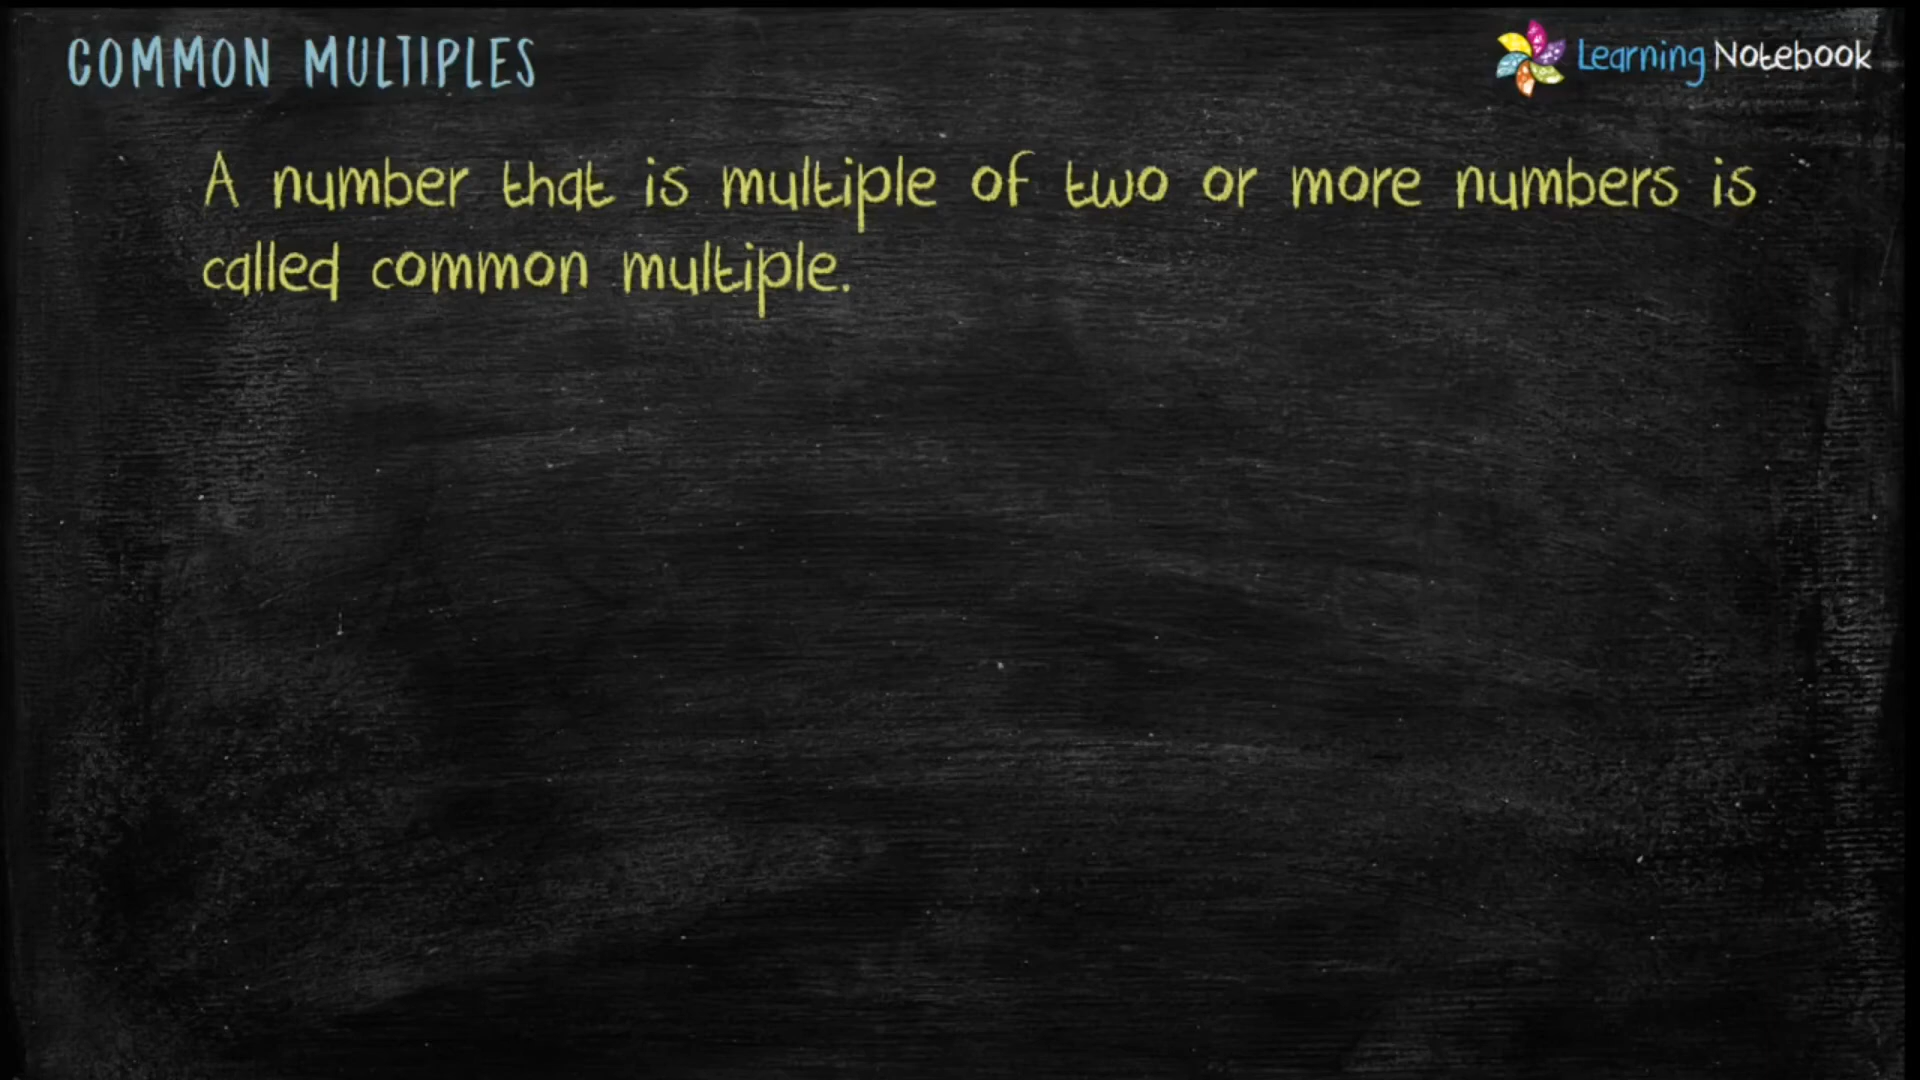 COMMON MULTIPLES
Learning Notebook
A number that is multiple of two or more numbers is
called common multiple.